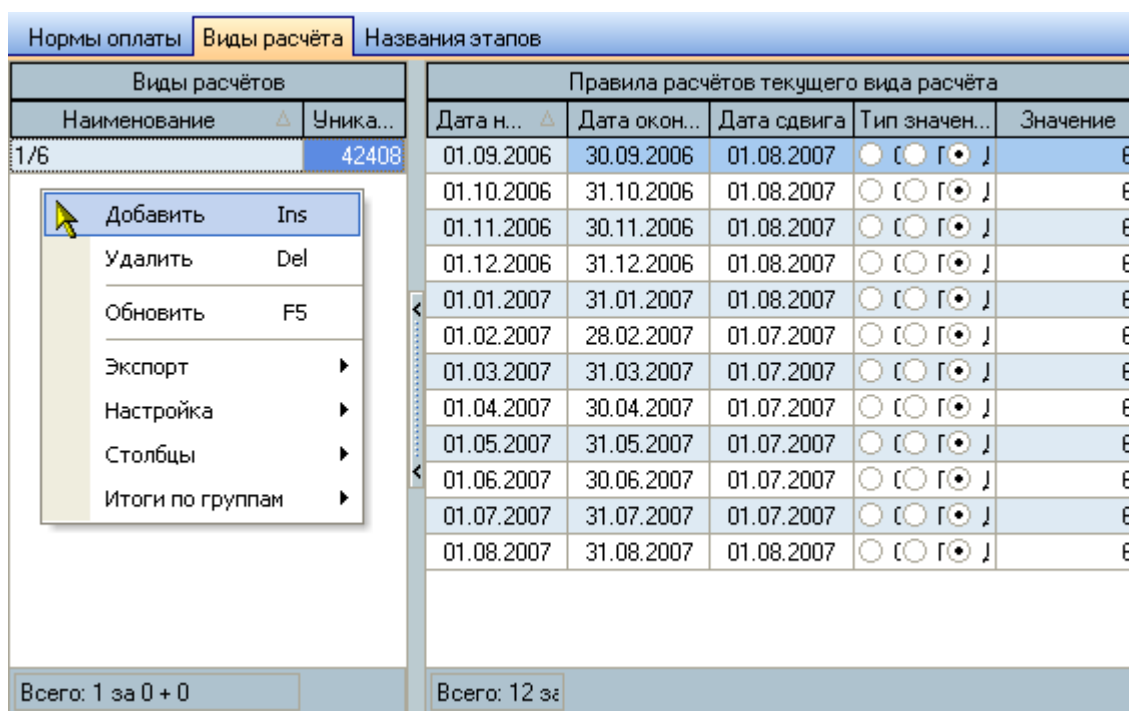 Нормы оплаты Виды расчёта Названия этапов
Виды расчётов Правила расчётов текущего вида расчёта
Наименование Уника... Дата н... Дата окон... Дата сдвига Тип значен... Значение
1/6 42408 01.09.2006 30.09.2006 01.08.2007
01.10.2006 31.10.2006 01.08.2007
Добавить Ins
01.11.2006 30.11.2006 01.08.2007
Удалить Del
01.12.2006 31.12.2006 01.08.2007
Обновить F5
01.01.2007 31.01.2007 01.08.2007
01.02.2007 28.02.2007 01.07.2007
Экспорт
01.03.2007 31.03.2007 01.07.2007
Настройка
01.04.2007 30.04.2007 01.07.2007
Столбцы
01.05.2007 31.05.2007 01.07.2007
Итоги по группам
01.06.2007 30.06.2007 01.07.2007
01.07.2007 31.07.2007 01.07.2007
01.08.2007 31.08.2007 01.08.2007
Всего: 1 за 0 + 0 Всего: 12 за